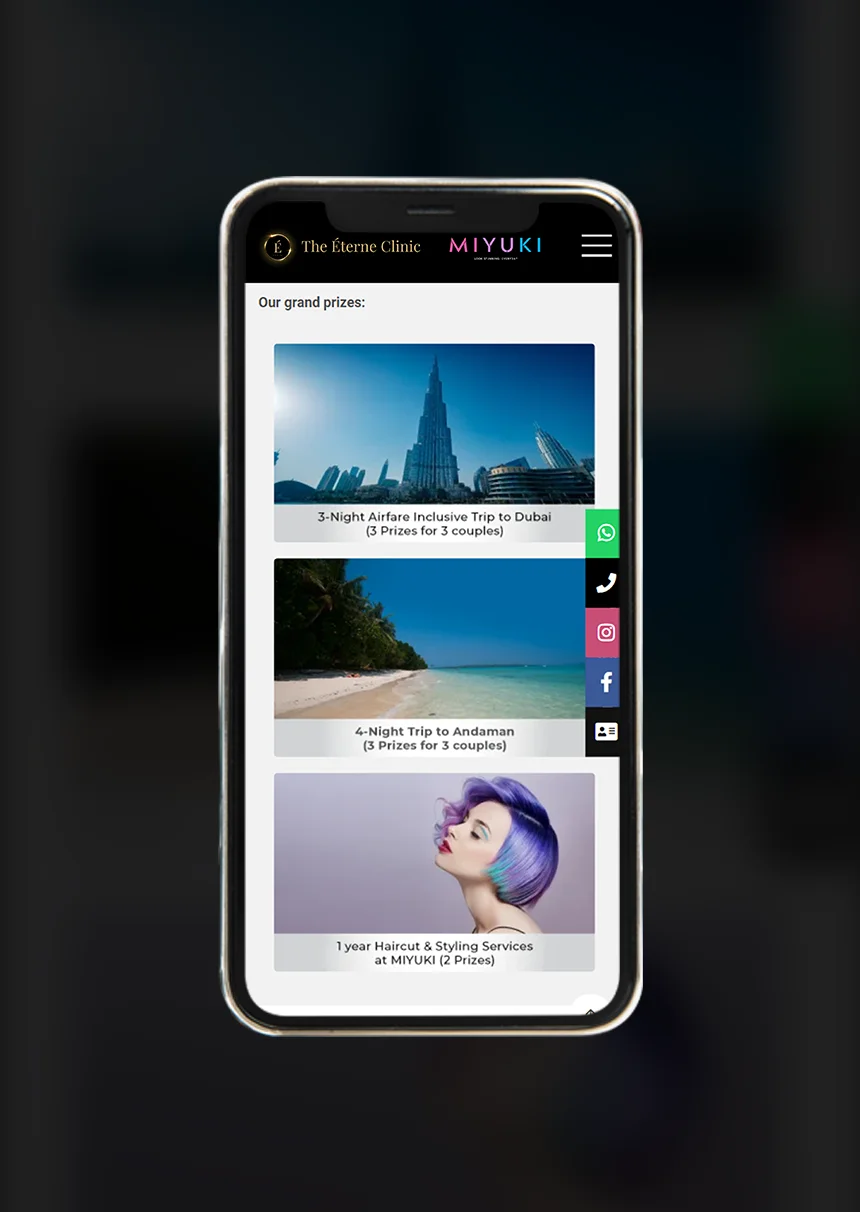 É The Éterne Clinic MIYUKI
Our grand prizes:
3-Night Airfare Inclusive Trip to Dubai
(3 Prizes for 3 couples)
4-Night Trip to Andaman
(3 Prizes for 3 couples)
1 year Haircut & Styling Services
at MIYUKI (2 Prizes)